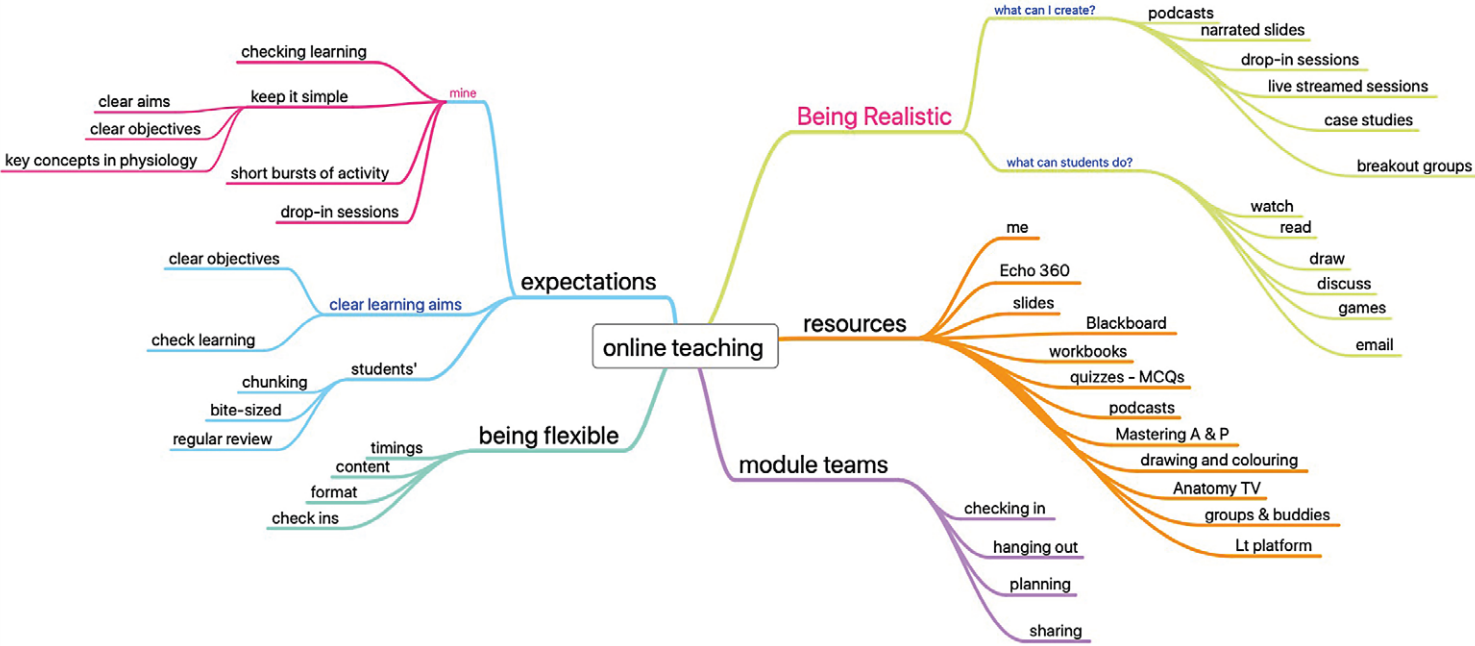 online teaching
expectations
mine
checking learning
keep it simple
clear aims
clear objectives
key concepts in physiology
short bursts of activity
drop-in sessions
clear learning aims
clear objectives
check learning
students'
chunking
bite-sized
regular review
being flexible
timings
content
format
check ins
Being Realistic
what can I create?
podcasts
narrated slides
drop-in sessions
live streamed sessions
case studies
breakout groups
what can students do?
watch
read
draw
discuss
games
email
resources
me
Echo 360
slides
Blackboard
workbooks
quizzes - MCQs
podcasts
Mastering A & P
drawing and colouring
Anatomy TV
groups & buddies
Lt platform
module teams
checking in
hanging out
planning
sharing